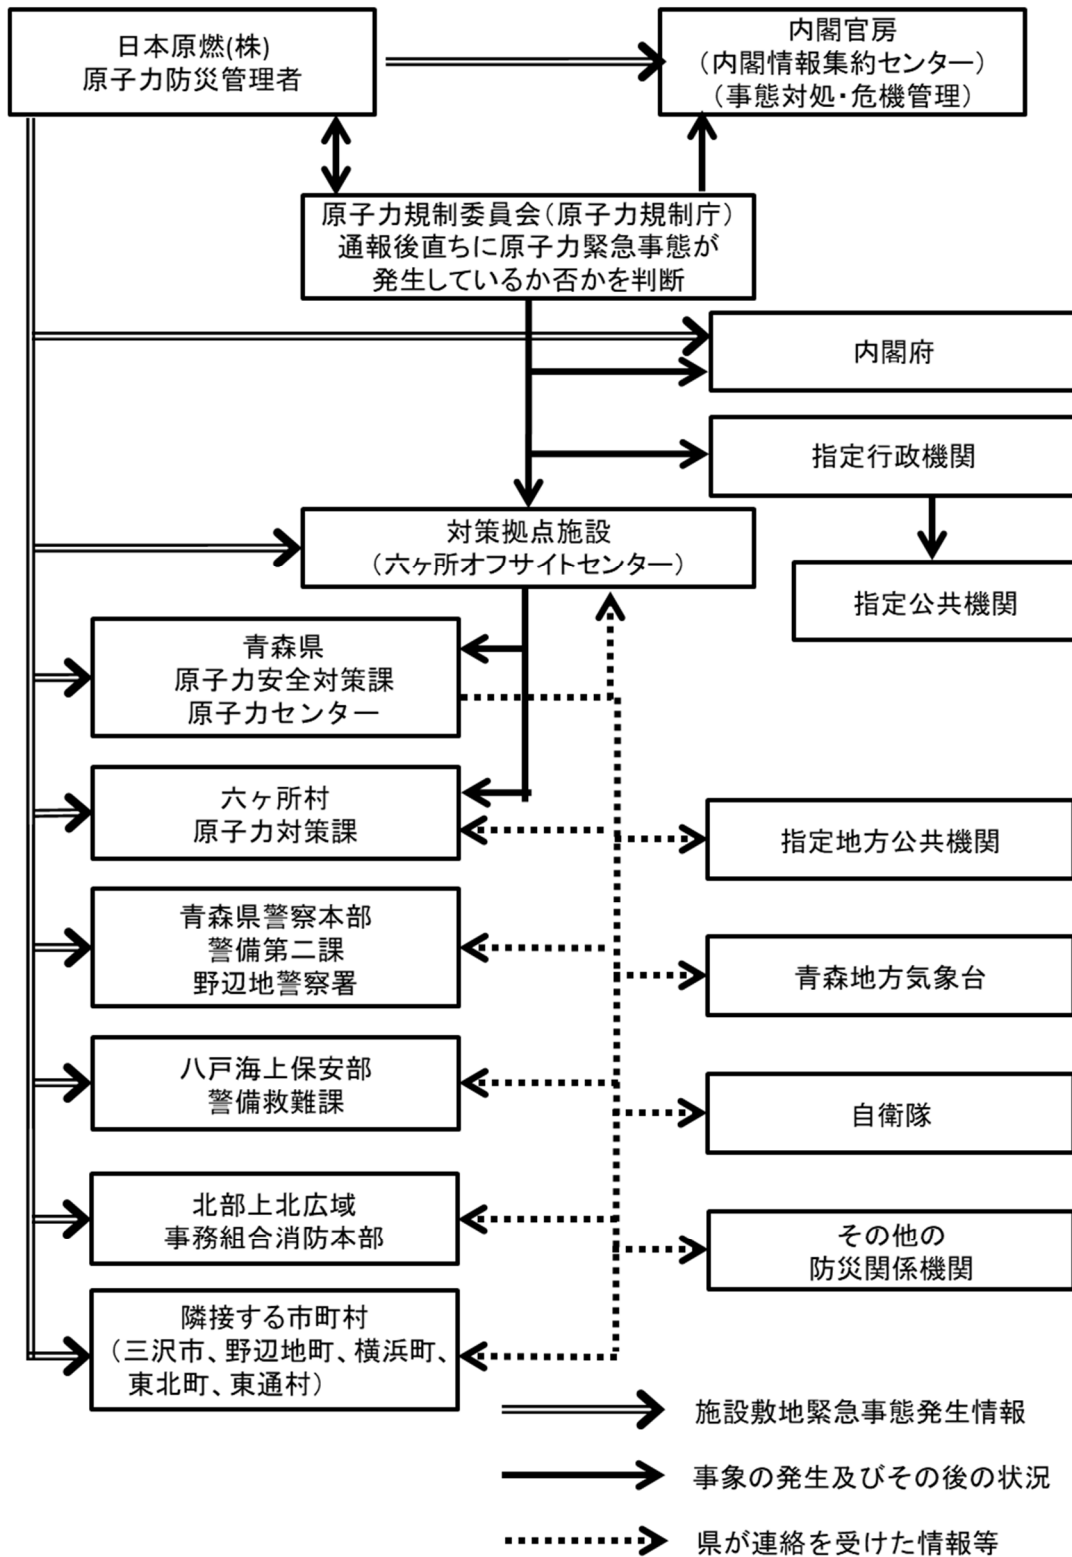 日本原燃(株)
原子力防災管理者
内閣官房
（内閣情報集約センター）
（事態対処・危機管理）
原子力規制委員会（原子力規制庁）
通報後直ちに原子力緊急事態が
発生しているか否かを判断
内閣府
指定行政機関
対策拠点施設
（六ヶ所オフサイトセンター）
指定公共機関
青森県
原子力安全対策課
原子力センター
六ヶ所村
原子力対策課
指定地方公共機関
青森県警察本部
警備第二課
野辺地警察署
青森地方気象台
八戸海上保安部
警備救難課
自衛隊
北部上北広域
事務組合消防本部
その他の
防災関係機関
隣接する市町村
（三沢市、野辺地町、横浜町、
東北町、東通村）
施設敷地緊急事態発生情報
事象の発生及びその後の状況
県が連絡を受けた情報等